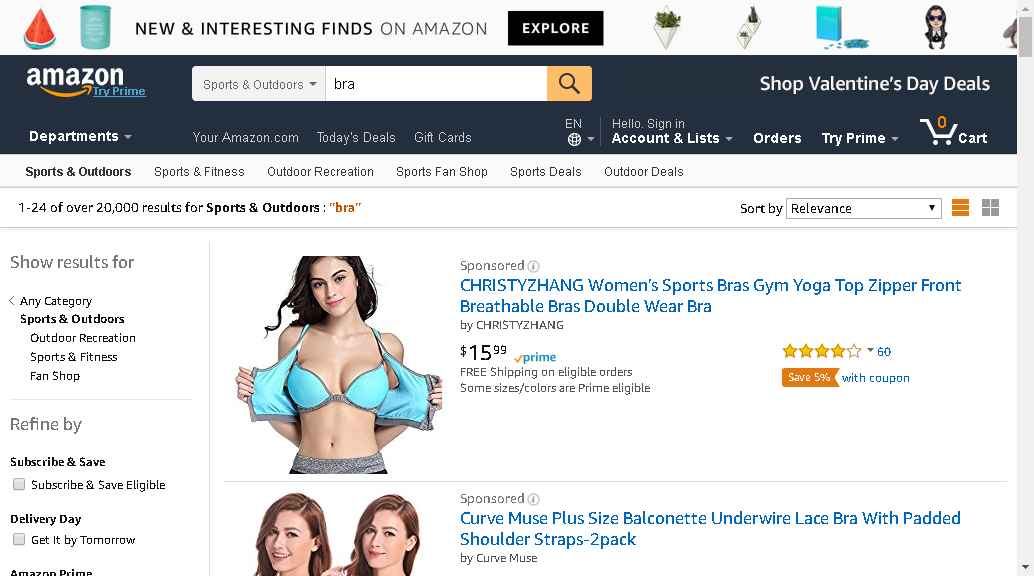 NEW & INTERESTING FINDS ON AMAZON EXPLORE
amazon
Try Prime
Sports & Outdoors bra
Shop Valentine's Day Deals
Departments
Your Amazon.com Today's Deals Gift Cards
EN
Hello. Sign in
Account & Lists
Orders
Try Prime
0
Cart
Sports & Outdoors Sports & Fitness Outdoor Recreation Sports Fan Shop Sports Deals Outdoor Deals
1-24 of over 20,000 results for Sports & Outdoors : "bra"
Sort by Relevance
Show results for
Any Category
Sports & Outdoors
Outdoor Recreation
Sports & Fitness
Fan Shop
Refine by
Subscribe & Save
Subscribe & Save Eligible
Delivery Day
Get It by Tomorrow
Amazon Prime
Sponsored
CHRISTYZHANG Women's Sports Bras Gym Yoga Top Zipper Front
Breathable Bras Double Wear Bra
by CHRISTYZHANG
$15 99 prime
FREE Shipping on eligible orders
Some sizes/colors are Prime eligible
60
Save 5% with coupon
Sponsored
Curve Muse Plus Size Balconette Underwire Lace Bra With Padded
Shoulder Straps-2pack
by Curve Muse